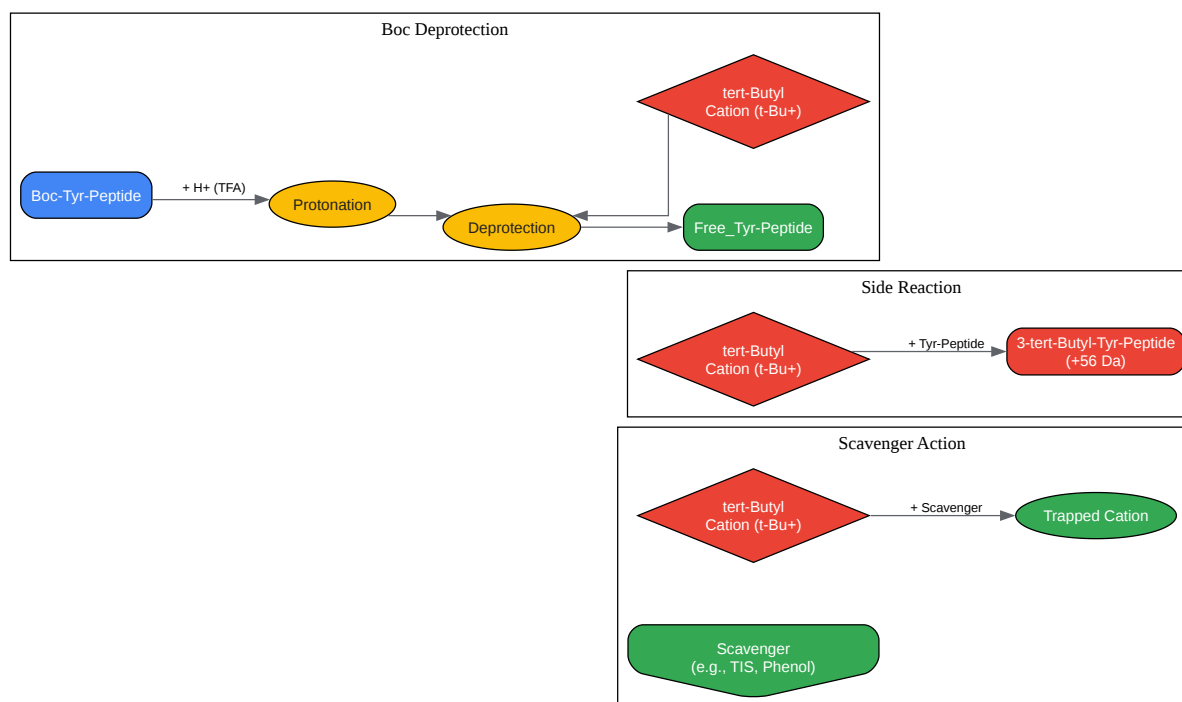 Boc Deprotection
tert-Butyl
Cation (t-Bu+)
Boc-Tyr-Peptide
+ H+ (TFA)
Protonation
Deprotection
Free_Tyr-Peptide
Side Reaction
tert-Butyl
Cation (t-Bu+)
+ Tyr-Peptide
3-tert-Butyl-Tyr-Peptide
(+56 Da)
Scavenger Action
tert-Butyl
Cation (t-Bu+)
+ Scavenger
Trapped Cation
Scavenger
(e.g., TIS, Phenol)